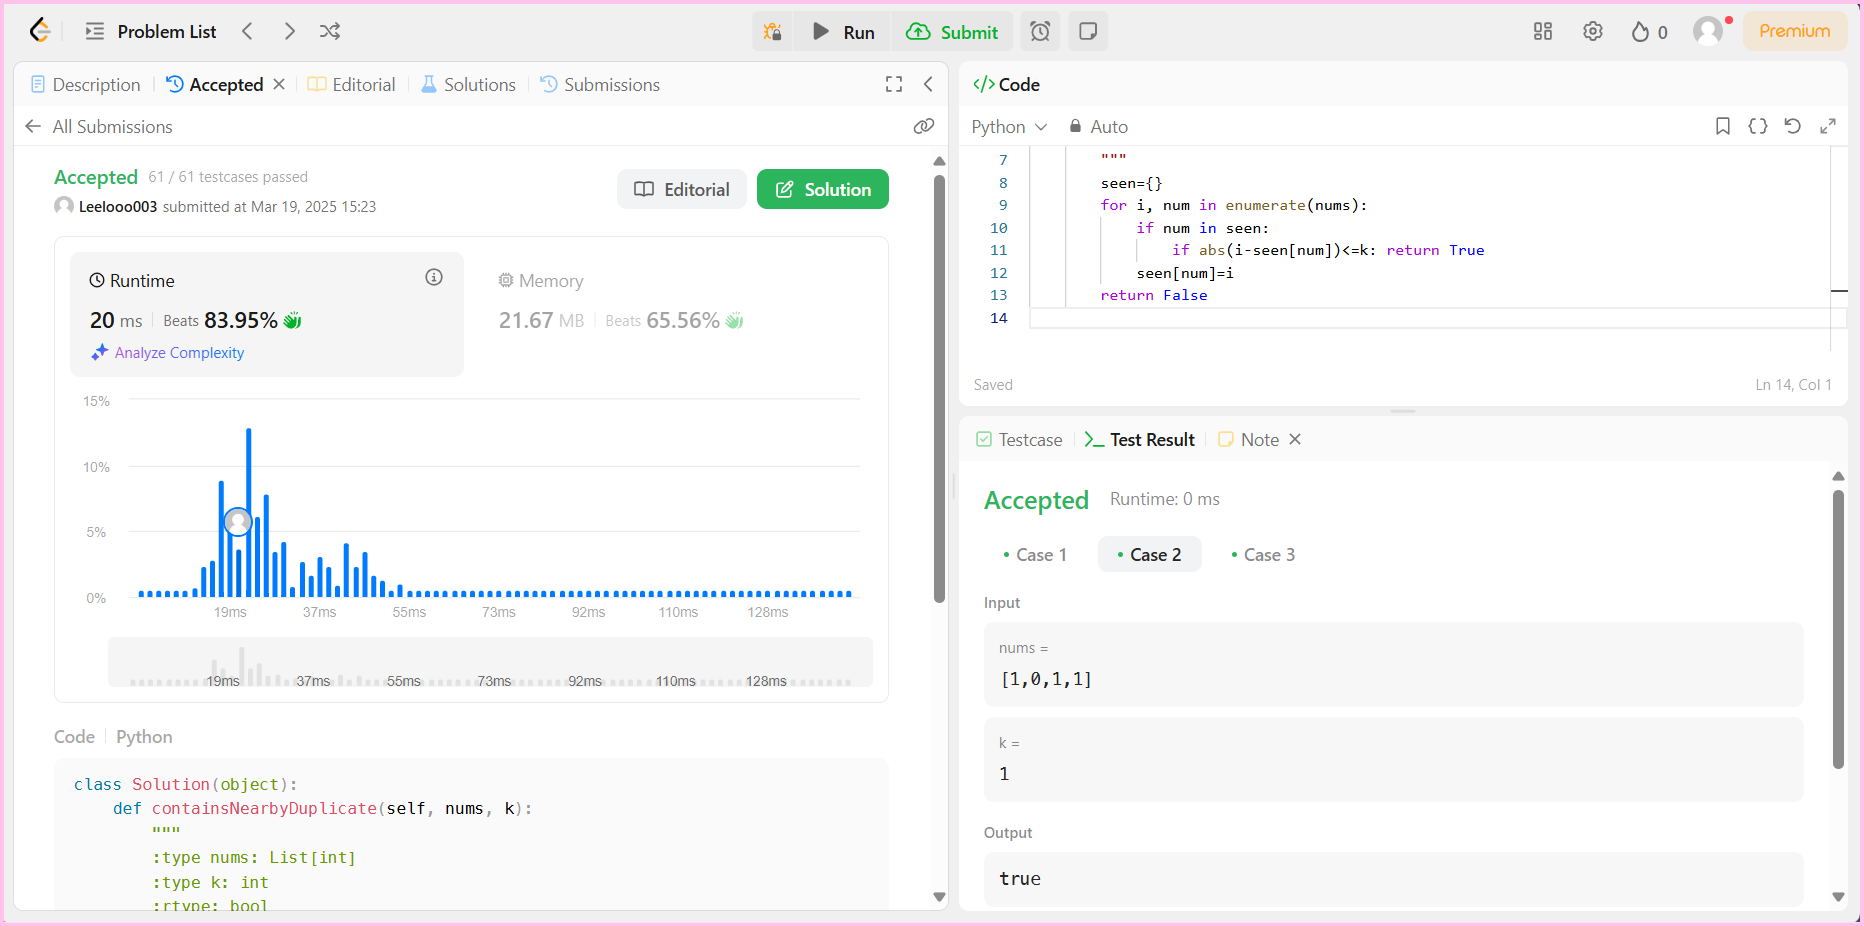 Problem List
Run
Submit
0
Premium
Description
Accepted
Editorial
Solutions
Submissions
All Submissions
Accepted 61 / 61 testcases passed
Leelooo003 submitted at Mar 19, 2025 15:23
Editorial
Solution
Runtime
20 ms Beats 83.95%
Analyze Complexity
Memory
21.67 MB Beats 65.56%
15%
10%
5%
0%
19ms 37ms 55ms 73ms 92ms 110ms 128ms
19ms 37ms 55ms 73ms 92ms 110ms 128ms
Code Python
class Solution(object):
    def containsNearbyDuplicate(self, nums, k):
        """
        :type nums: List[int]
        :type k: int
        :rtype: bool
</> Code
Python
Auto
7 """
8 seen={}
9 for i, num in enumerate(nums):
10     if num in seen:
11         if abs(i-seen[num])<=k: return True
12     seen[num]=i
13 return False
14
Saved
Ln 14, Col 1
Testcase
Test Result
Note
Accepted Runtime: 0 ms
Case 1
Case 2
Case 3
Input
nums =
[1,0,1,1]
k =
1
Output
true